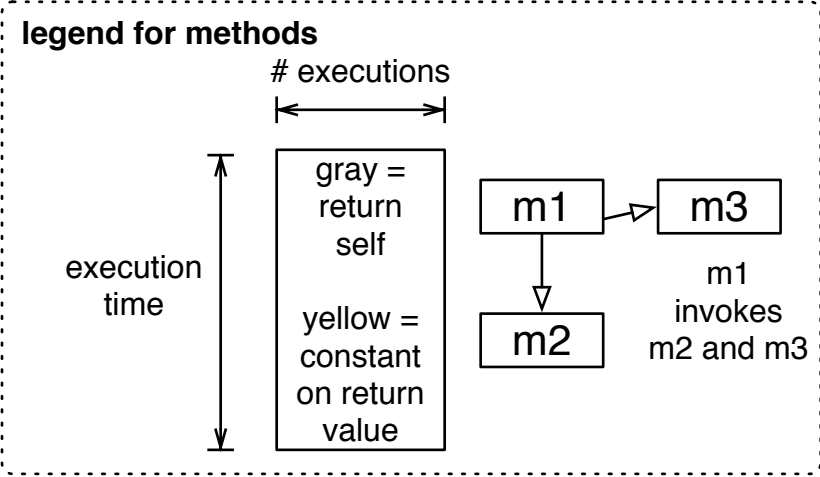 legend for methods
# executions
gray =
return
self
yellow =
constant
on return
value
execution
time
m1
m3
m2
m1
invokes
m2 and m3